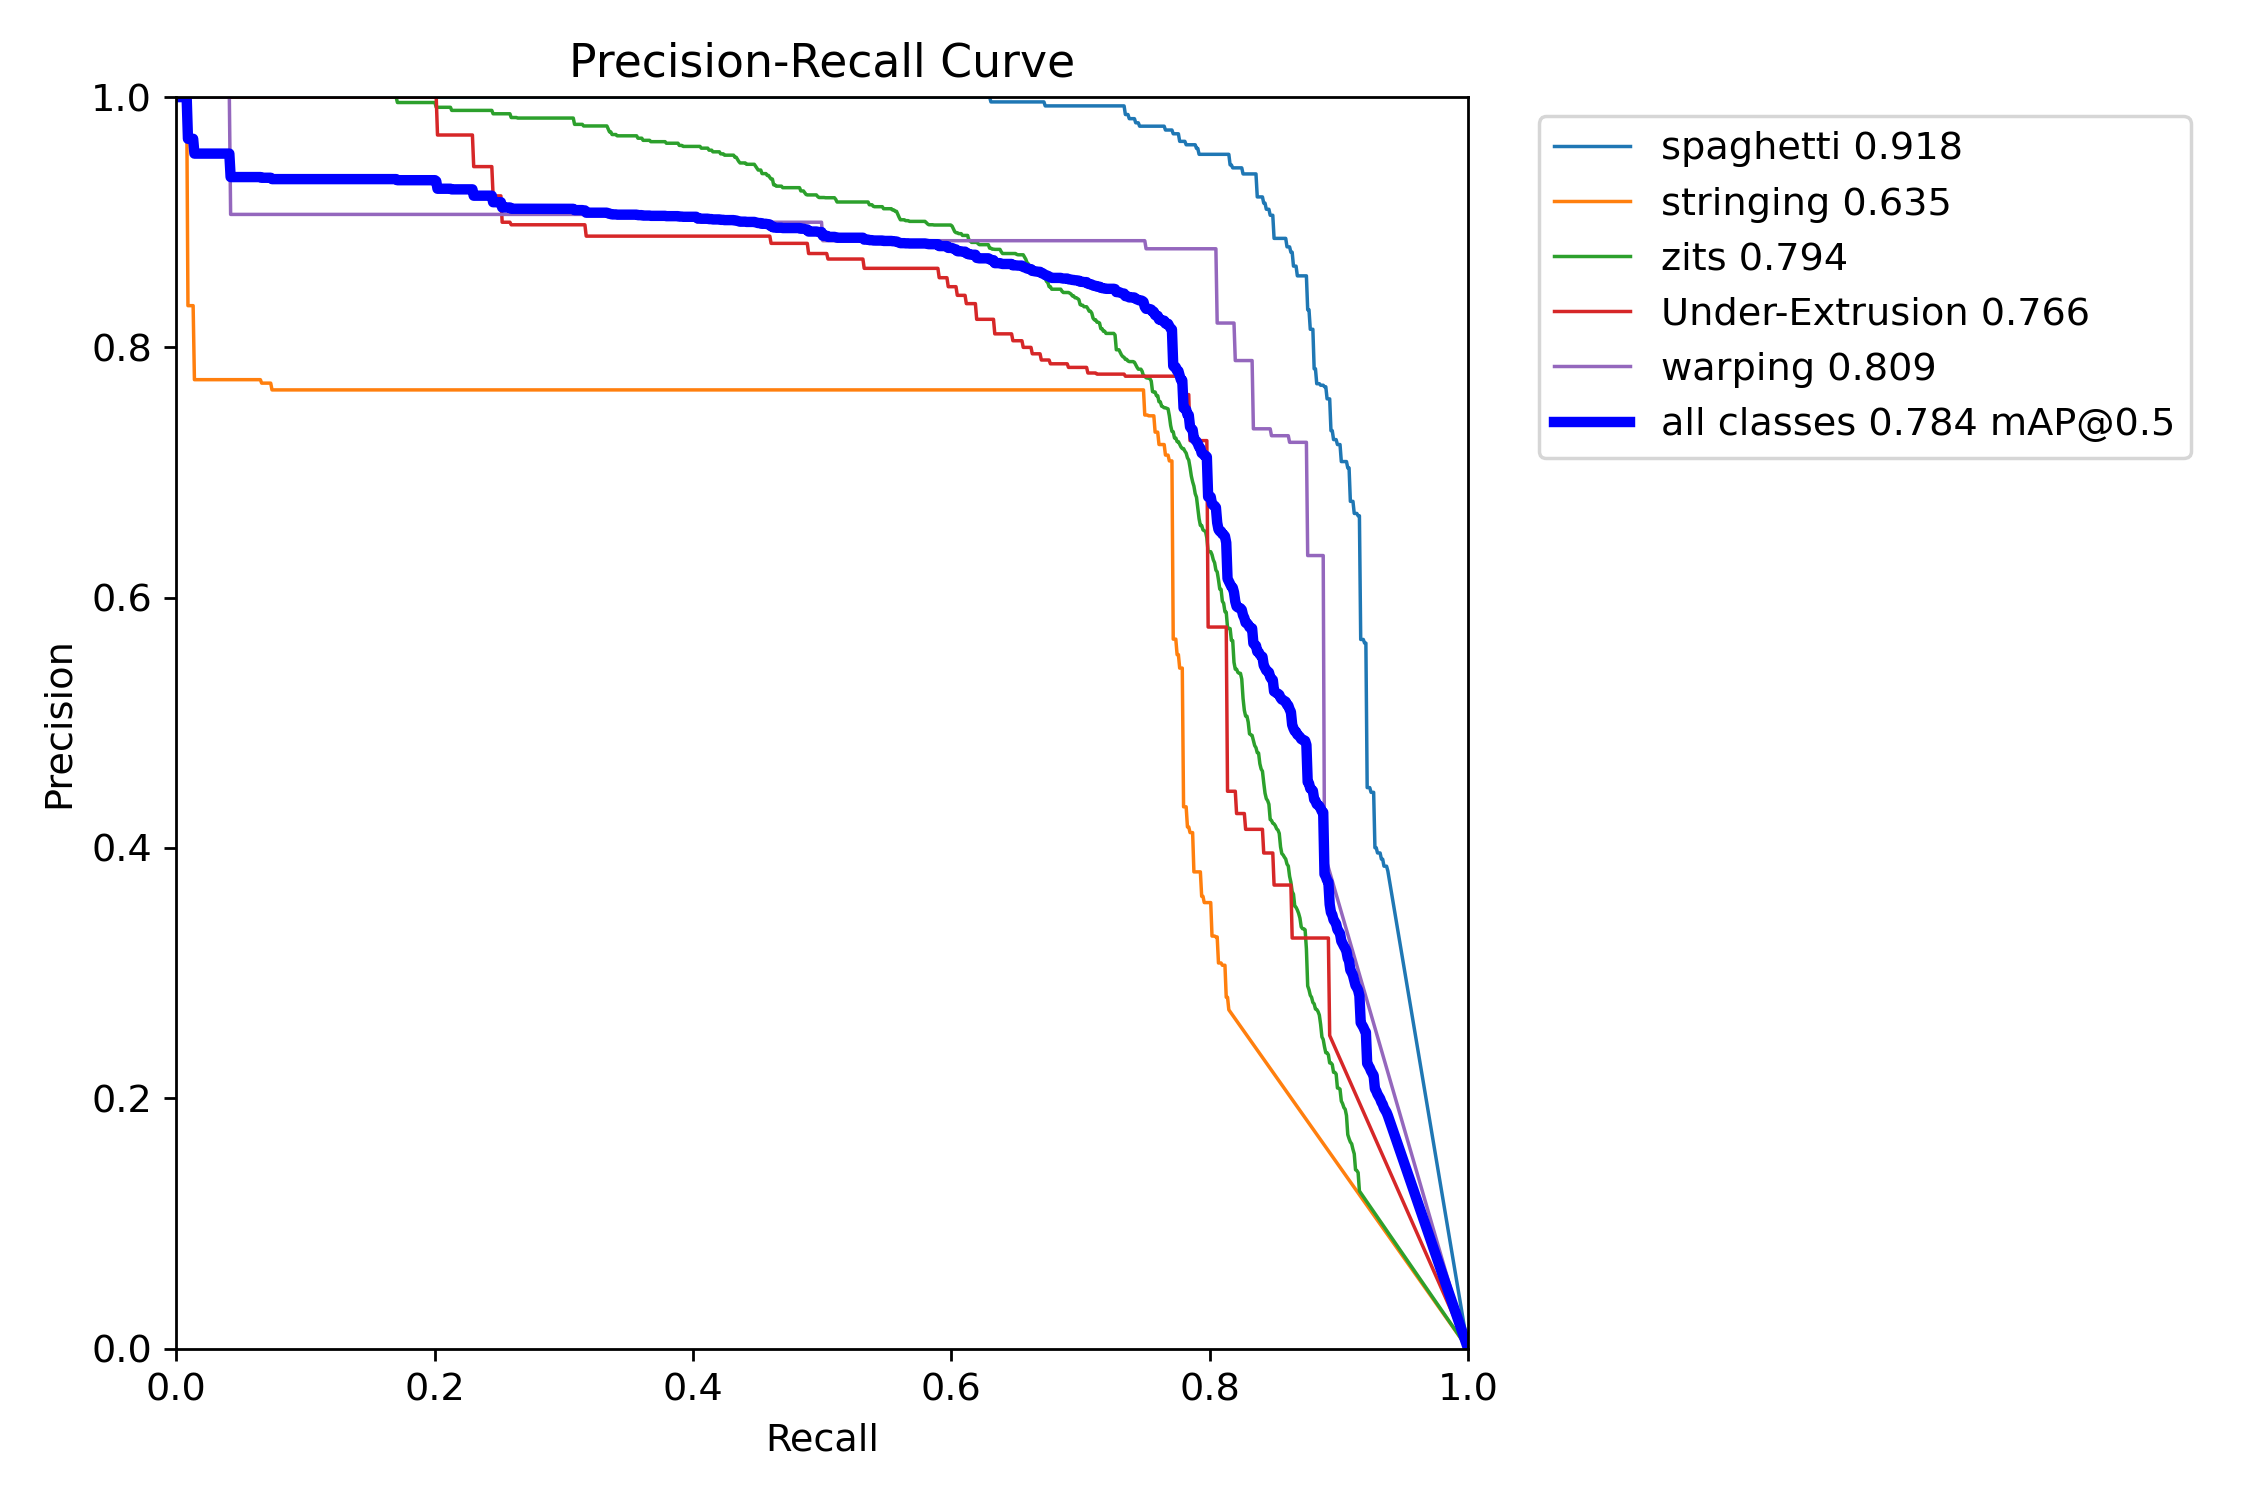 Precision-Recall Curve
1.0
0.8
0.6
0.4
0.2
0.0
Precision
0.0 0.2 0.4 0.6 0.8 1.0
Recall
spaghetti 0.918
stringing 0.635
zits 0.794
Under-Extrusion 0.766
warping 0.809
all classes 0.784 mAP@0.5